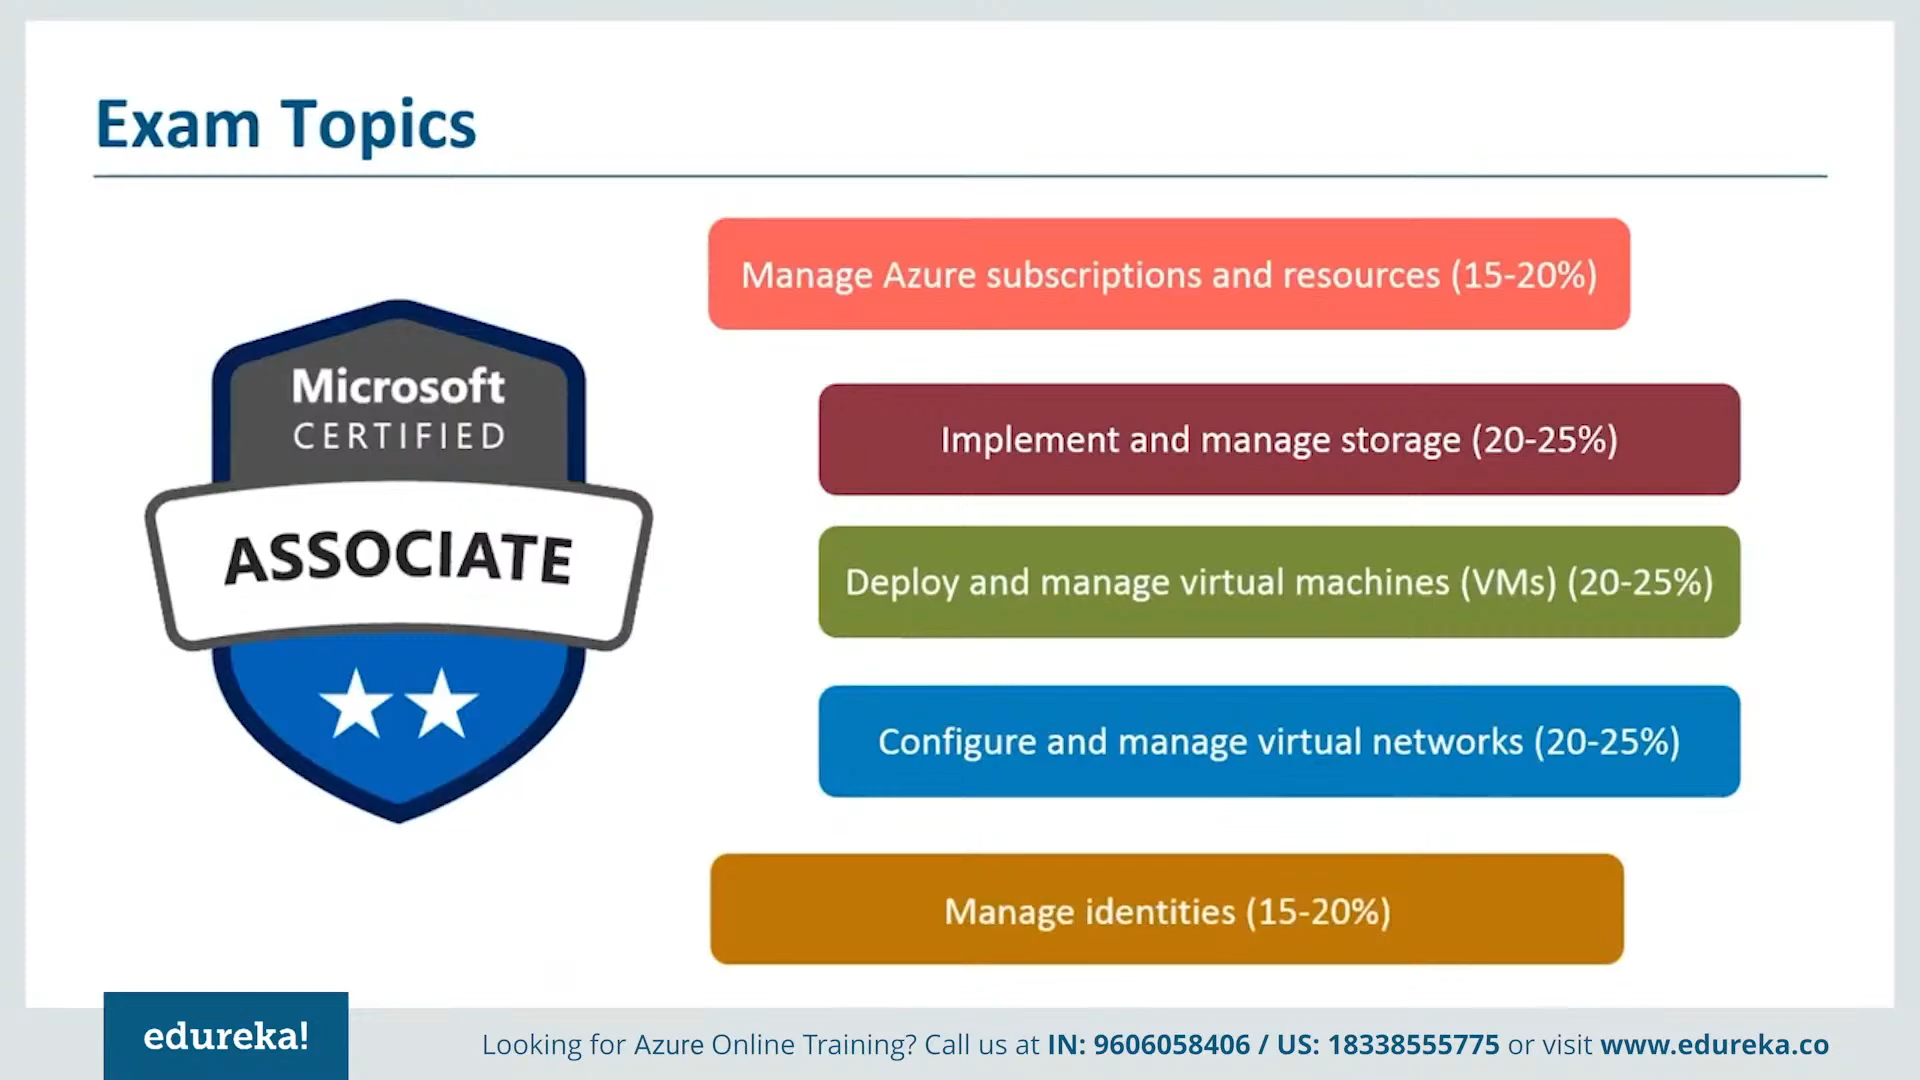 Exam Topics
Microsoft
CERTIFIED
ASSOCIATE
Manage Azure subscriptions and resources (15-20%)
Implement and manage storage (20-25%)
Deploy and manage virtual machines (VMs) (20-25%)
Configure and manage virtual networks (20-25%)
Manage identities (15-20%)
edureka!
Looking for Azure Online Training? Call us at IN: 9606058406 / US: 18338555775 or visit www.edureka.co